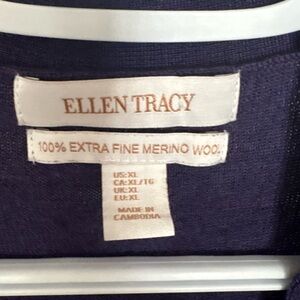 ELLEN TRACY
100% EXTRA FINE MERINO WOOL
US:XL
CA:XL/TG
UK:XL
EU:XL
MADE IN
CAMBODIA